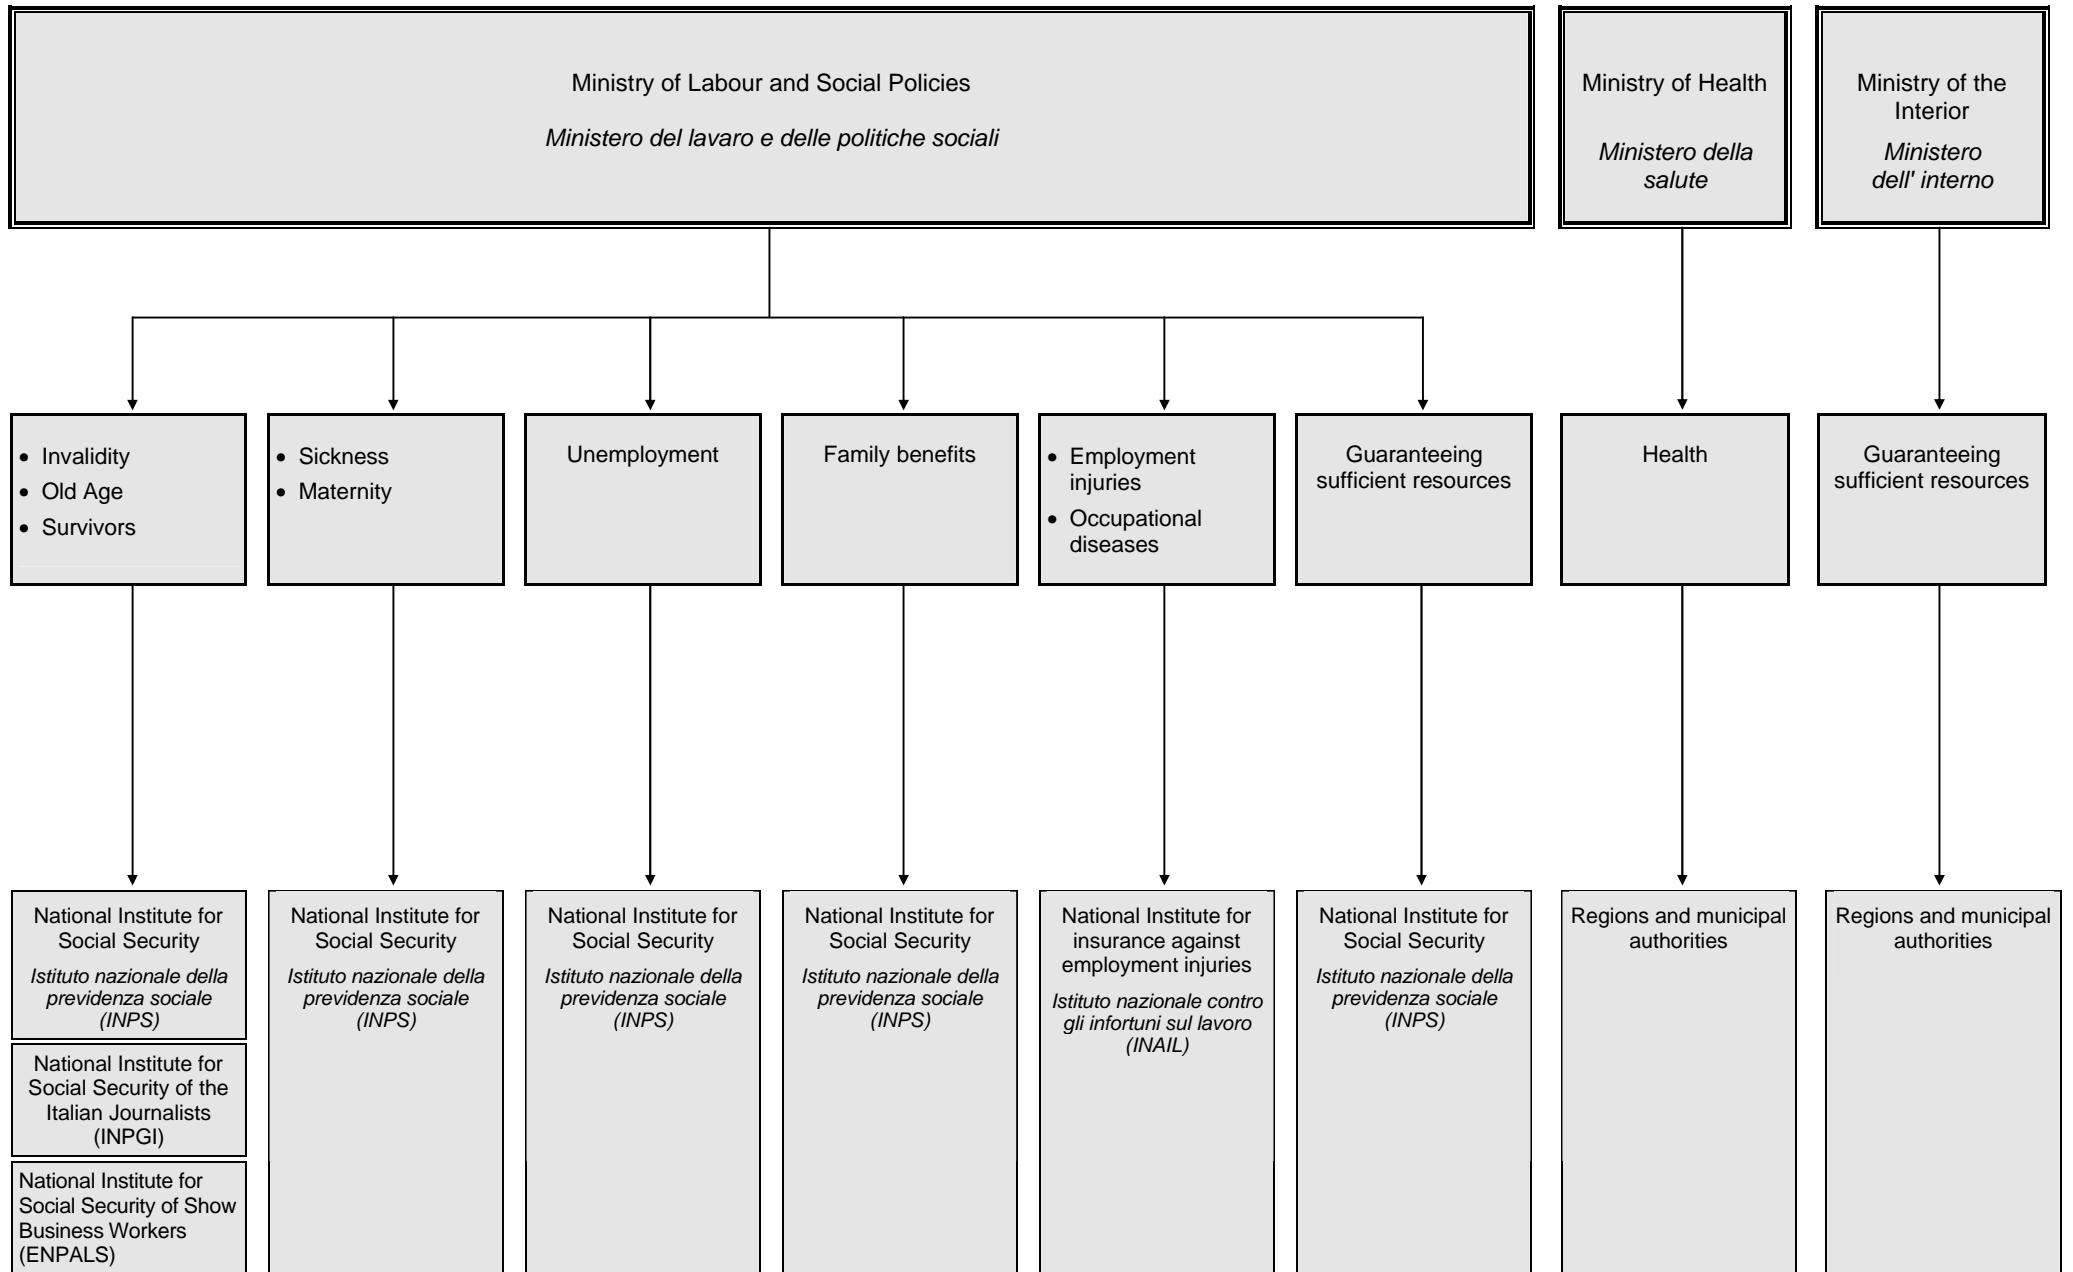 Ministry of Labour and Social Policies
Ministero del lavaro e delle politiche sociali
Ministry of Health
Ministero della
salute
Ministry of the
Interior
Ministero
dell' interno
• Invalidity
• Old Age
• Survivors
• Sickness
• Maternity
Unemployment
Family benefits
• Employment
injuries
• Occupational
diseases
Guaranteeing
sufficient resources
Health
Guaranteeing
sufficient resources
National Institute for
Social Security
Istituto nazionale della
previdenza sociale
(INPS)
National Institute for
Social Security of the
Italian Journalists
(INPGI)
National Institute for
Social Security of Show
Business Workers
(ENPALS)
National Institute for
Social Security
Istituto nazionale della
previdenza sociale
(INPS)
National Institute for
Social Security
Istituto nazionale della
previdenza sociale
(INPS)
National Institute for
Social Security
Istituto nazionale della
previdenza sociale
(INPS)
National Institute for
insurance against
employment injuries
Istituto nazionale contro
gli infortuni sul lavoro
(INAIL)
National Institute for
Social Security
Istituto nazionale della
previdenza sociale
(INPS)
Regions and municipal
authorities
Regions and municipal
authorities